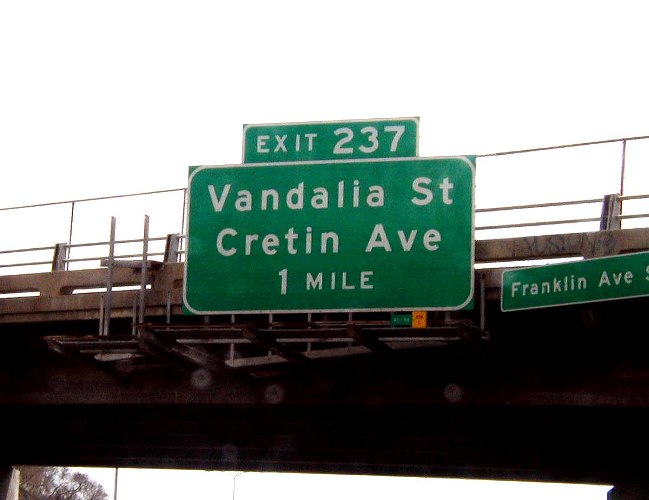 EXIT 237
Vandalia St
Cretin Ave
1 MILE
Franklin Ave S